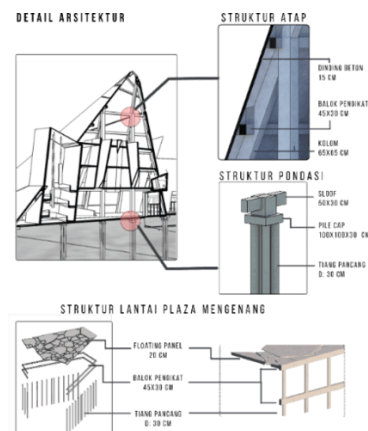 DETAIL ARSITEKTUR
STRUKTUR ATAP
DINDING BETON
15 CM
BALOK PENGIKAT
45X30 CM
KOLOM
65X65 CM
STRUKTUR PONDASI
SLOOF
50X30 CM
PILE CAP
100X100X30 CM
TIANG PANCANG
D: 30 CM
STRUKTUR LANTAI PLAZA MENGENANG
FLOATING PANEL
20 CM
BALOK PENGIKAT
45X30 CM
TIANG PANCANG
D: 30 CM